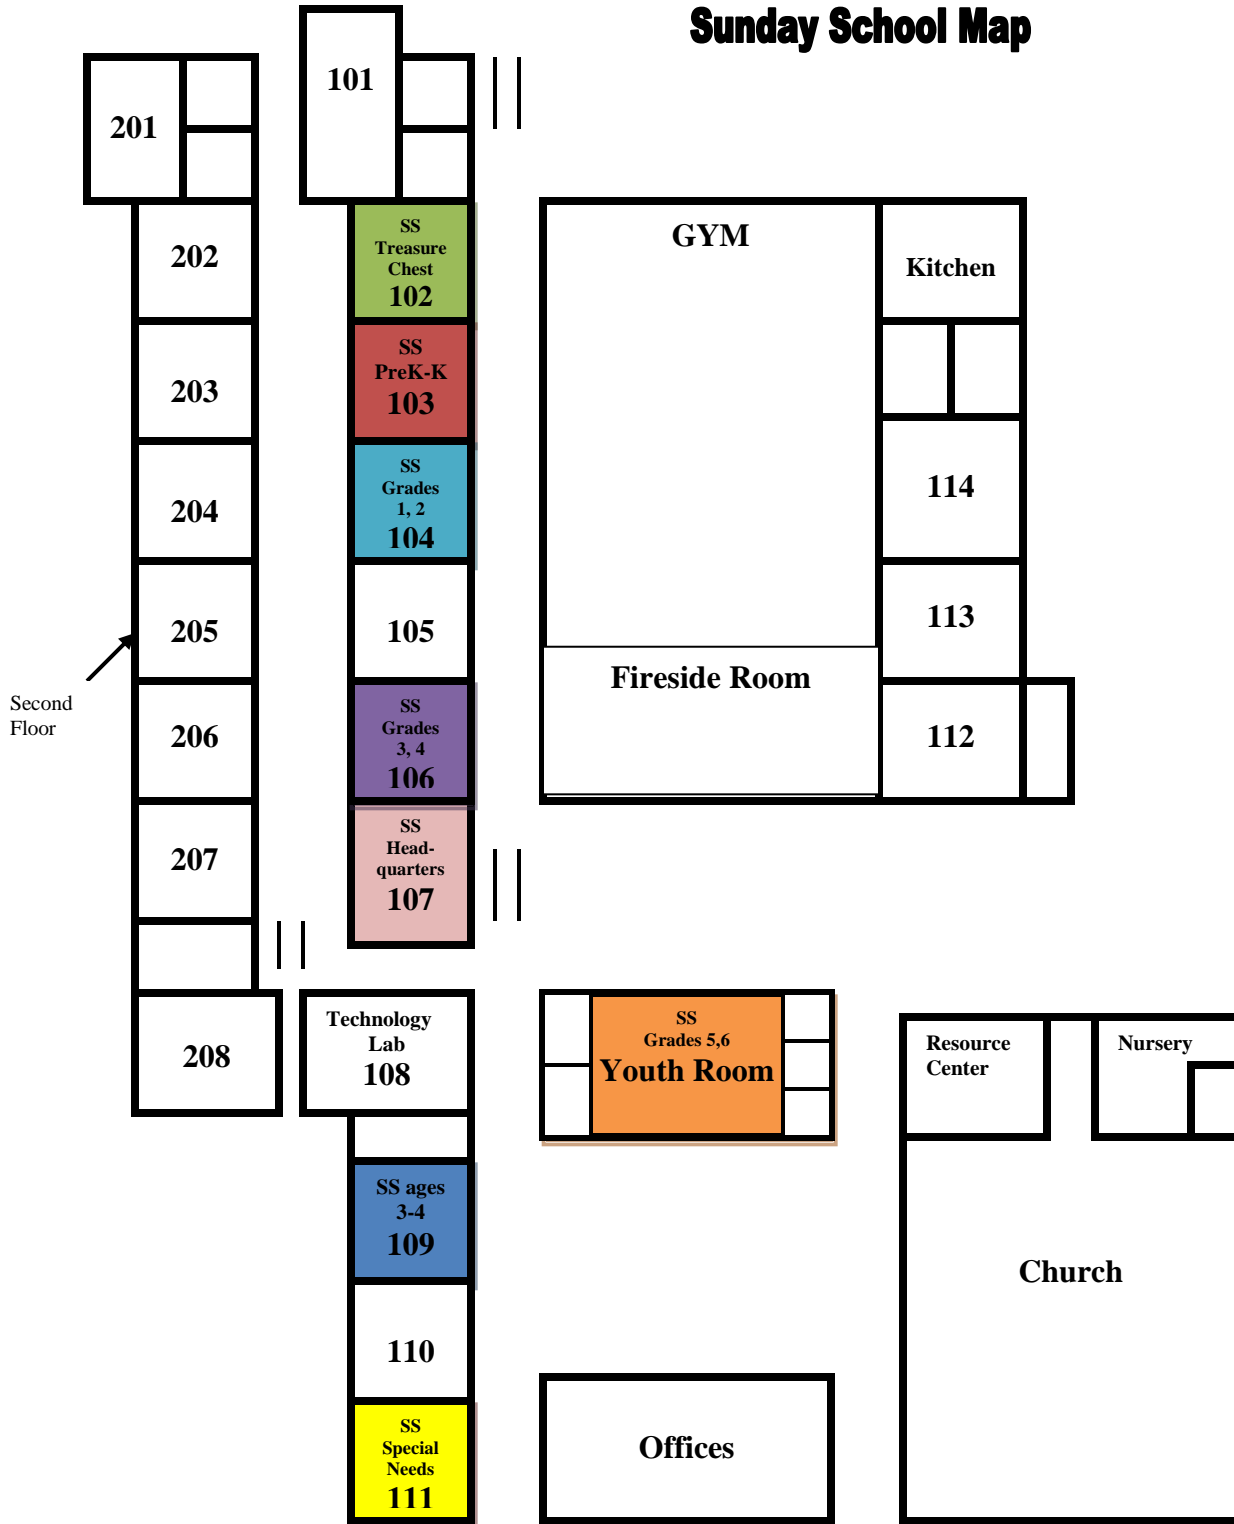 Sunday School Map
101
201
SS
Treasure
Chest
102
202
GYM
Kitchen
SS
PreK-K
103
203
SS
Grades
1, 2
104
204
114
105
205
113
Second
Floor
Fireside Room
SS
Grades
3, 4
106
206
112
SS
Head-
quarters
107
207
208
Technology
Lab
108
SS
Grades 5,6
Youth Room
Resource
Center
Nursery
SS ages
3-4
109
Church
110
SS
Special
Needs
111
Offices